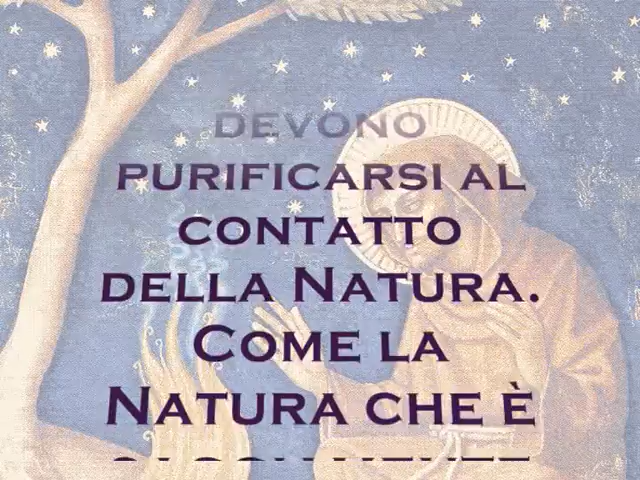 DEVONO
PURIFICARSI AL
CONTATTO
DELLA NATURA.
COME LA
NATURA CHE È